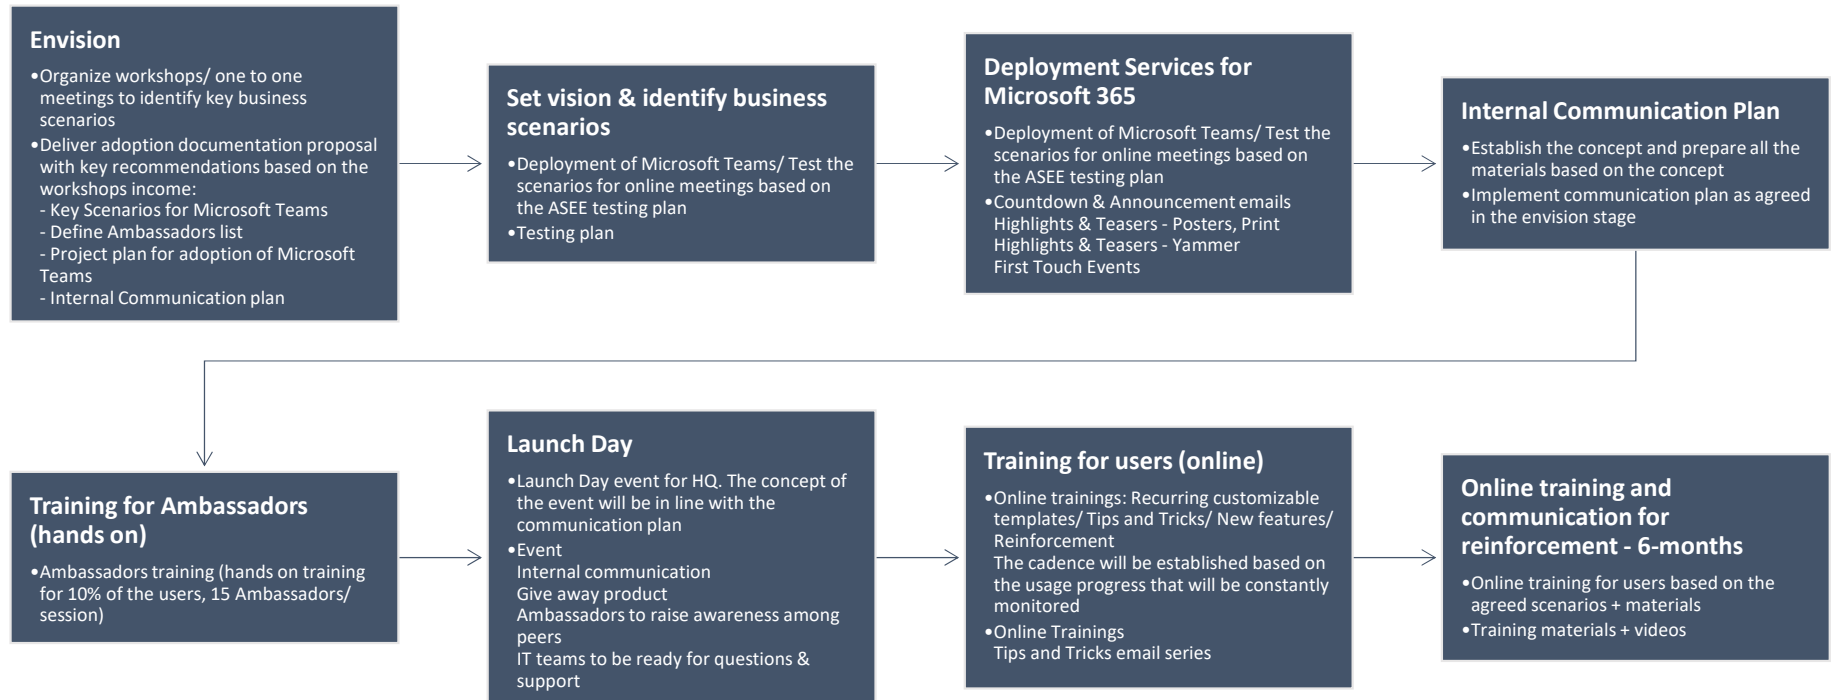 Envision
•Organize workshops/ one to one
meetings to identify key business
scenarios
•Deliver adoption documentation proposal
with key recommendations based on the
workshops income:
- Key Scenarios for Microsoft Teams
- Define Ambassadors list
- Project plan for adoption of Microsoft
Teams
- Internal Communication plan
Set vision & identify business
scenarios
•Deployment of Microsoft Teams/ Test the
scenarios for online meetings based on
the ASEE testing plan
•Testing plan
Deployment Services for
Microsoft 365
•Deployment of Microsoft Teams/ Test the
scenarios for online meetings based on
the ASEE testing plan
•Countdown & Announcement emails
Highlights & Teasers - Posters, Print
Highlights & Teasers - Yammer
First Touch Events
Internal Communication Plan
•Establish the concept and prepare all the
materials based on the concept
•Implement communication plan as agreed
in the envision stage
Training for Ambassadors
(hands on)
•Ambassadors training (hands on training
for 10% of the users, 15 Ambassadors/
session)
Launch Day
•Launch Day event for HQ. The concept of
the event will be in line with the
communication plan
•Event
Internal communication
Give away product
Ambassadors to raise awareness among
peers
IT teams to be ready for questions &
support
Training for users (online)
•Online trainings: Recurring customizable
templates/ Tips and Tricks/ New features/
Reinforcement
The cadence will be established based on
the usage progress that will be constantly
monitored
•Online Trainings
Tips and Tricks email series
Online training and
communication for
reinforcement - 6-months
•Online training for users based on the
agreed scenarios + materials
•Training materials + videos